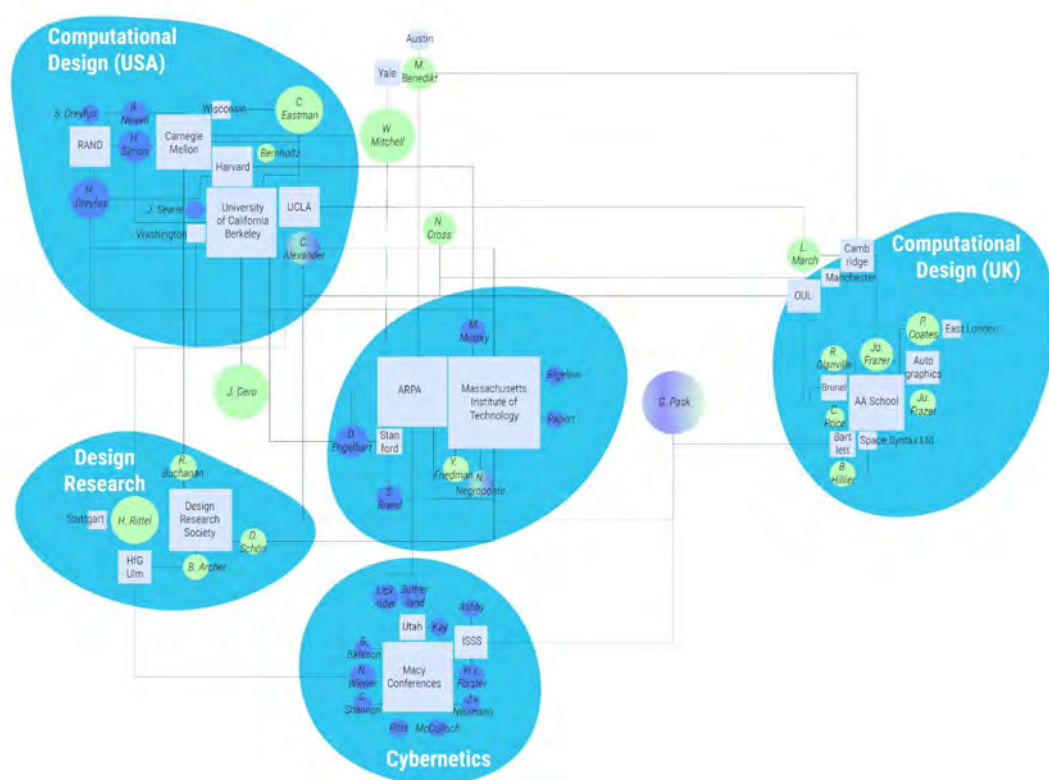 Computational
Design (USA)
Austin
Yale
M.
Benedikt
S. Dreyfus
A.
Newell
Wisconsin
C.
Eastman
RAND
H.
Simon
Carnegie
Mellon
W.
Mitchell
Harvard
Bernholtz
H.
Dreyfus
J. Searle
University
of California
Berkeley
UCLA
Washington
C.
Alexander
N.
Cross
L.
March
Camb
ridge
Manchester
OUL
Computational
Design (UK)
M.
Minsky
ARPA
Massachusetts
Institute of
Technology
Bigelow
Papert
J. Gero
G. Pask
D.
Engelbart
Stan
ford
Y.
Friedman
N.
Negroponte
S.
Brand
P.
Coates
East London
R.
Glanville
Jo.
Frazer
Auto
graphics
Brunel
AA School
Ju.
Frazer
C.
Price
Bart
lett
Space Syntax Ltd.
B.
Hillier
Design
Research
R.
Buchanan
Stuttgart
H. Rittel
Design
Research
Society
D.
Schön
HfG
Ulm
B. Archer
Lick
-lider
Suther
-land
Ashby
Utah
Kay
ISSS
G.
Bateson
N.
Wiener
Macy
Conferences
H.v.
Förster
C.
Shannon
J.v.
Neumann
Pitts
McCulloch
Cybernetics